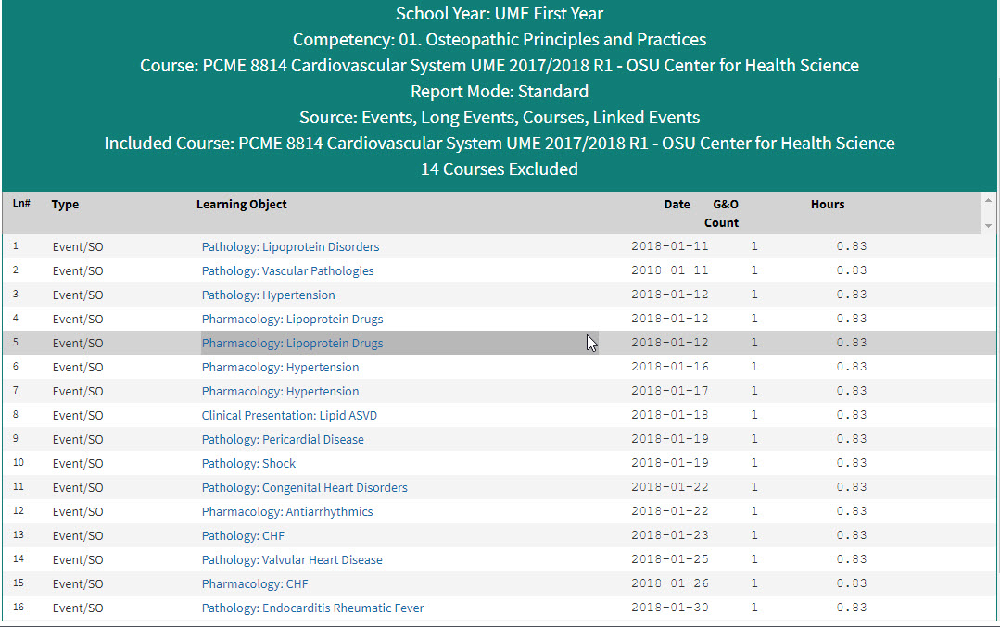 School Year: UME First Year
Competency: 01. Osteopathic Principles and Practices
Course: PCME 8814 Cardiovascular System UME 2017/2018 R1 - OSU Center for Health Science
Report Mode: Standard
Source: Events, Long Events, Courses, Linked Events
Included Course: PCME 8814 Cardiovascular System UME 2017/2018 R1 - OSU Center for Health Science
14 Courses Excluded
Ln# Type Learning Object Date G&O Hours
Count
1 Event/SO Pathology: Lipoprotein Disorders 2018-01-11 1 0.83
2 Event/SO Pathology: Vascular Pathologies 2018-01-11 1 0.83
3 Event/SO Pathology: Hypertension 2018-01-12 1 0.83
4 Event/SO Pharmacology: Lipoprotein Drugs 2018-01-12 1 0.83
5 Event/SO Pharmacology: Lipoprotein Drugs 2018-01-12 1 0.83
6 Event/SO Pharmacology: Hypertension 2018-01-16 1 0.83
7 Event/SO Pharmacology: Hypertension 2018-01-17 1 0.83
8 Event/SO Clinical Presentation: Lipid ASVD 2018-01-18 1 0.83
9 Event/SO Pathology: Pericardial Disease 2018-01-19 1 0.83
10 Event/SO Pathology: Shock 2018-01-19 1 0.83
11 Event/SO Pathology: Congenital Heart Disorders 2018-01-22 1 0.83
12 Event/SO Pharmacology: Antiarrhythmics 2018-01-22 1 0.83
13 Event/SO Pathology: CHF 2018-01-23 1 0.83
14 Event/SO Pathology: Valvular Heart Disease 2018-01-25 1 0.83
15 Event/SO Pharmacology: CHF 2018-01-26 1 0.83
16 Event/SO Pathology: Endocarditis Rheumatic Fever 2018-01-30 1 0.83